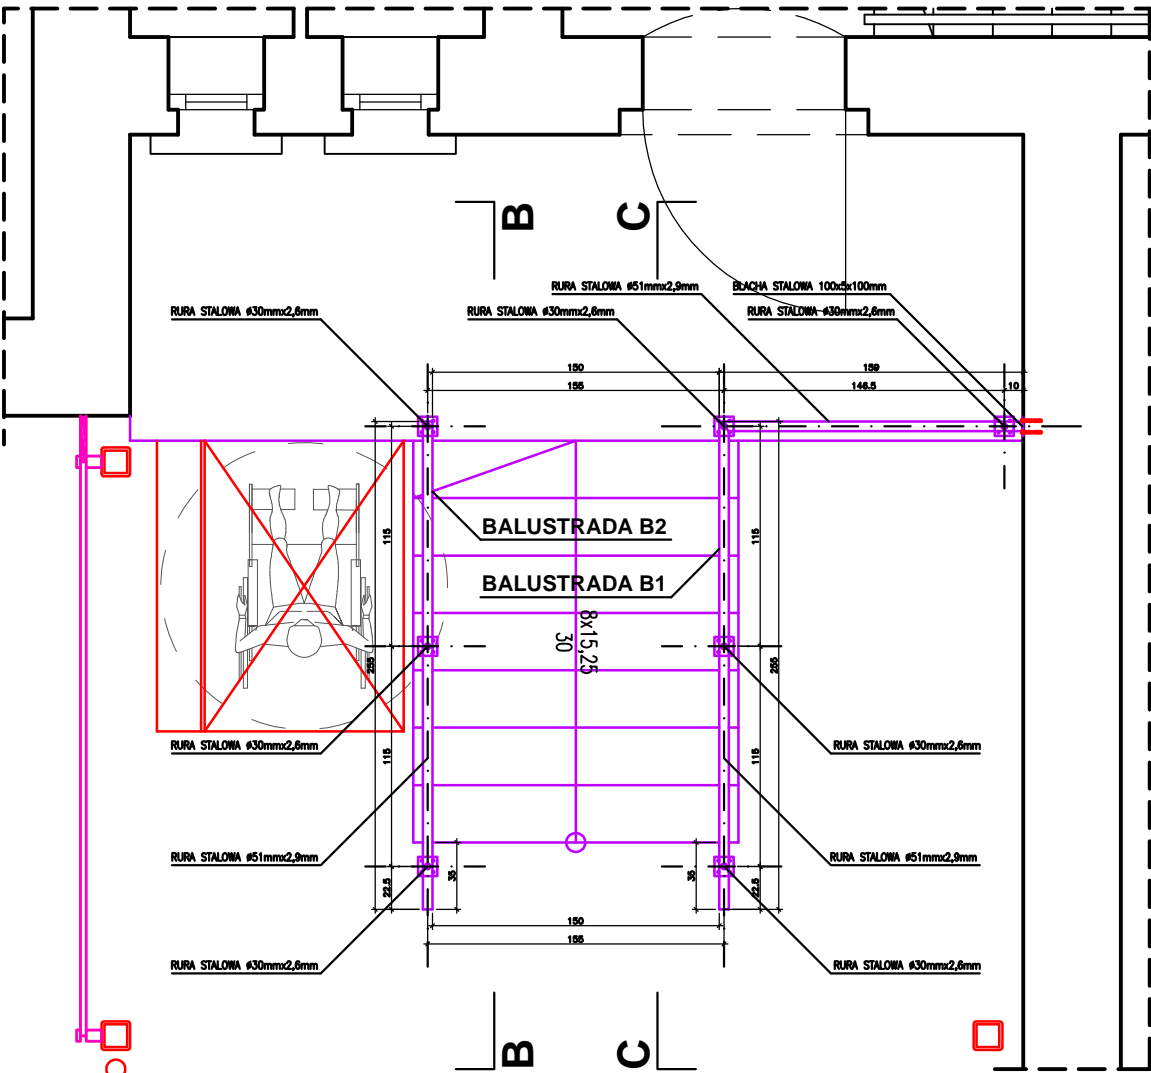 B
C
RURA STALOWA ø51mmx2,9mm
BLACHA STALOWA 100x5x100mm
RURA STALOWA ø30mmx2,6mm
RURA STALOWA ø30mmx2,6mm
RURA STALOWA ø30mmx2,6mm
150
159
155
146.5
10
BALUSTRADA B2
115
115
BALUSTRADA B1
8x15,25
30
255
255
RURA STALOWA ø30mmx2,6mm
RURA STALOWA ø30mmx2,6mm
115
115
RURA STALOWA ø51mmx2,9mm
RURA STALOWA ø51mmx2,9mm
22.5
35
35
22.5
150
155
RURA STALOWA ø30mmx2,6mm
RURA STALOWA ø30mmx2,6mm
B
C